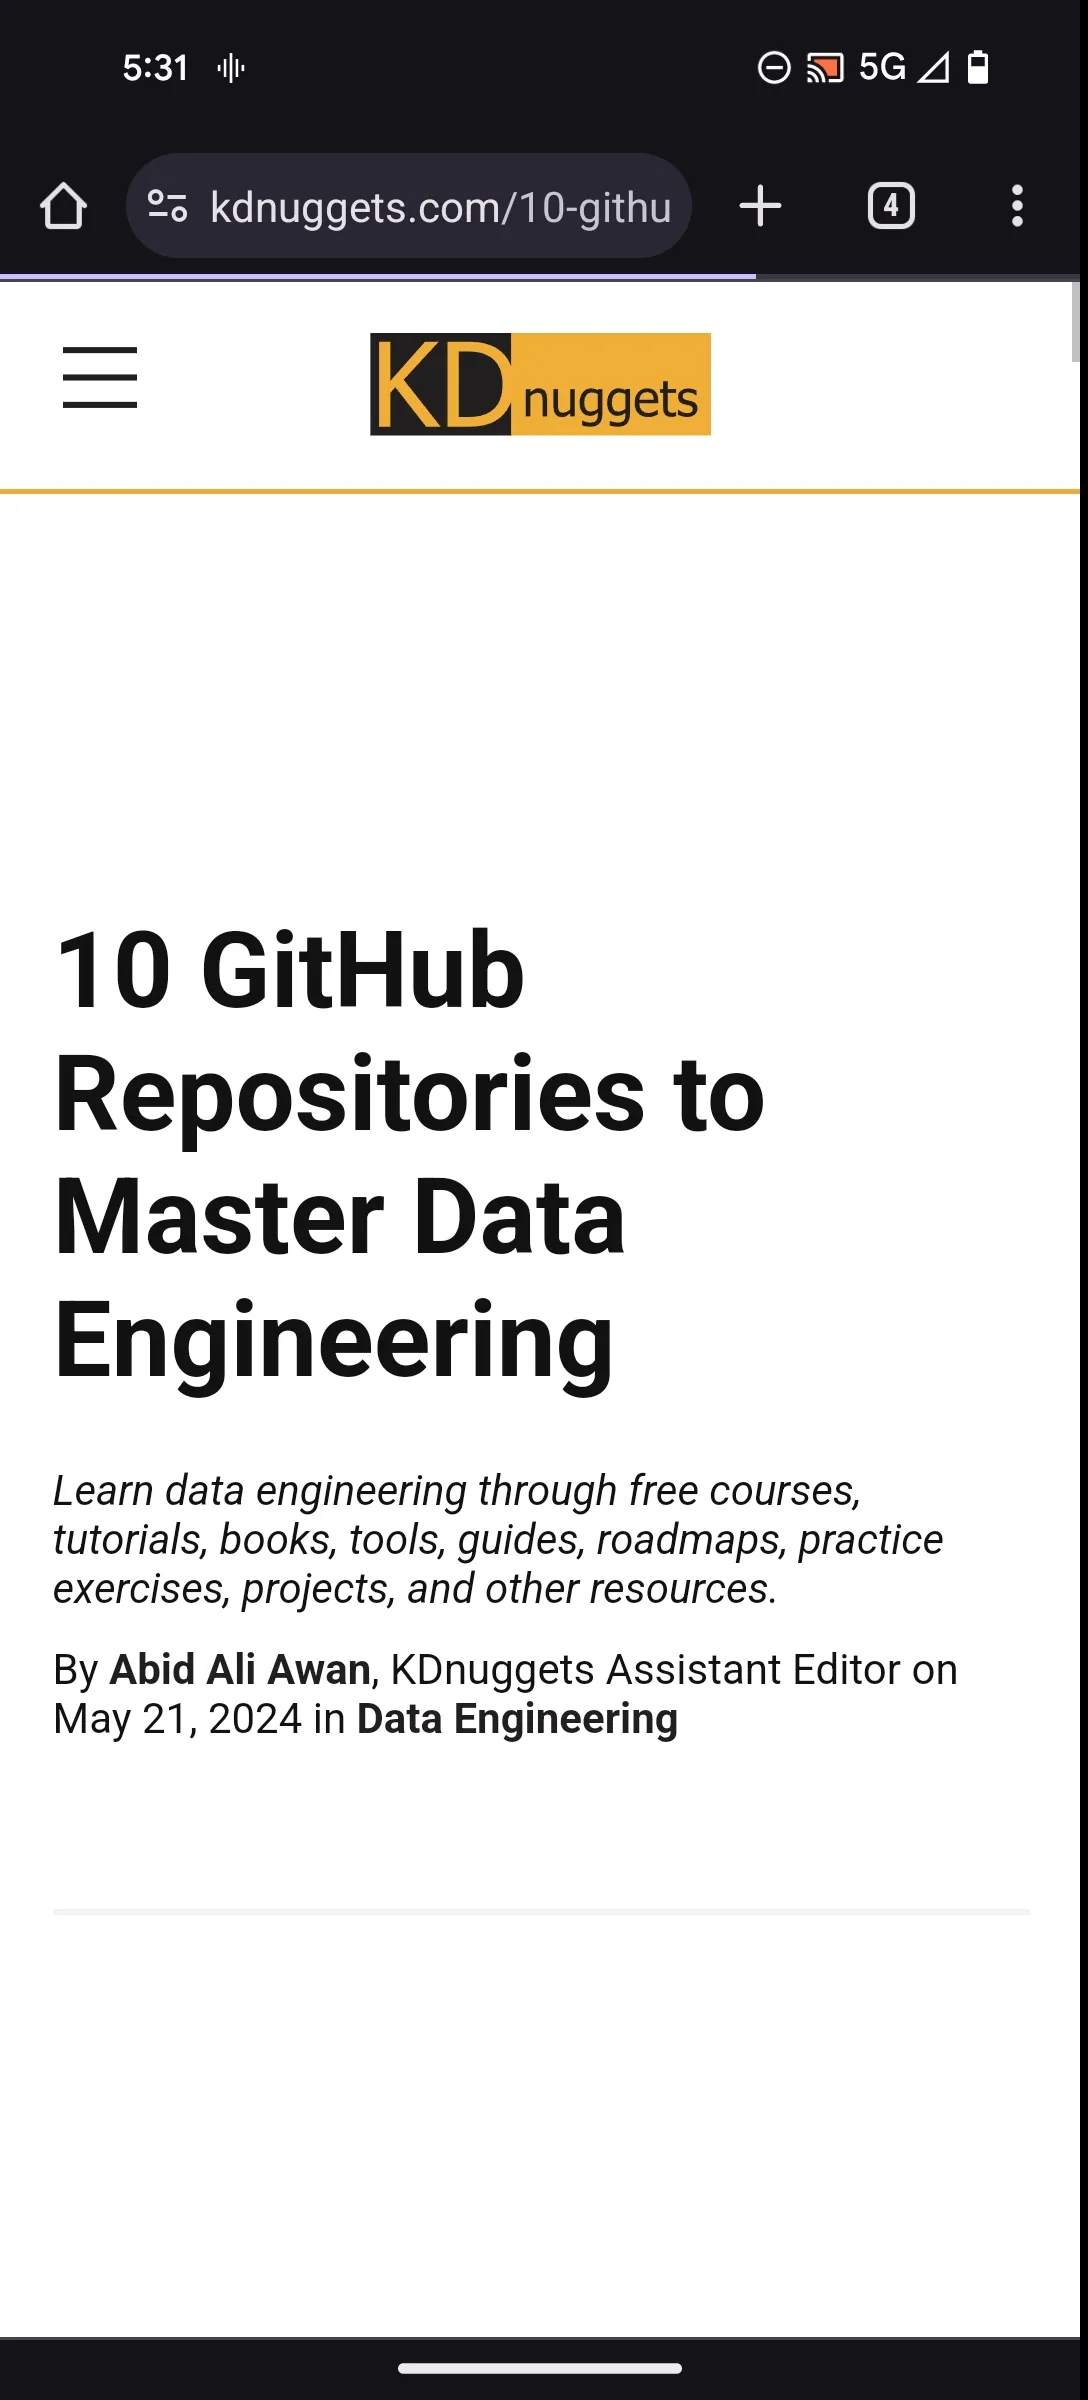 5:31
5G
kdnuggets.com/10-githu
4
KDnuggets
10 GitHub
Repositories to
Master Data
Engineering
Learn data engineering through free courses,
tutorials, books, tools, guides, roadmaps, practice
exercises, projects, and other resources.
By Abid Ali Awan, KDnuggets Assistant Editor on
May 21, 2024 in Data Engineering